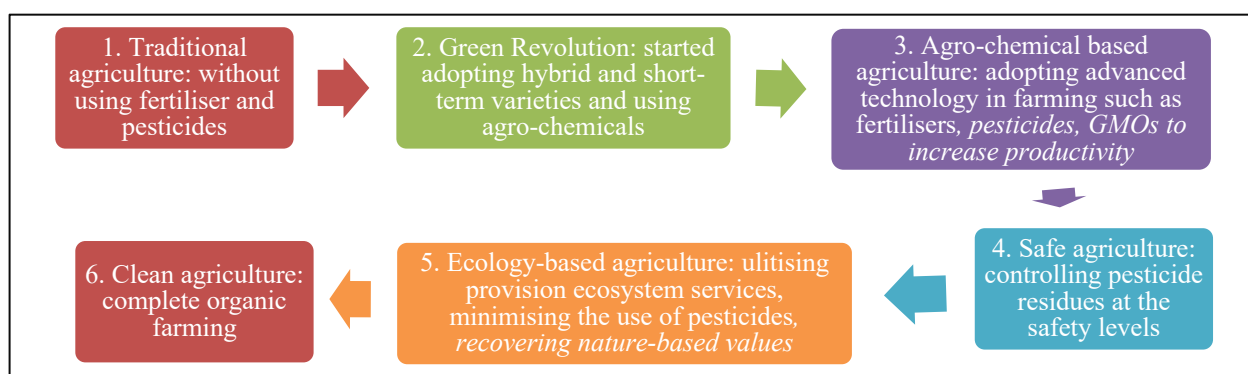 1. Traditional
agriculture: without
using fertiliser and
pesticides
2. Green Revolution: started
adopting hybrid and short-
term varieties and using
agro-chemicals
3. Agro-chemical based
agriculture: adopting advanced
technology in farming such as
fertilisers, pesticides, GMOs to
increase productivity
4. Safe agriculture:
controlling pesticide
residues at the
safety levels
5. Ecology-based agriculture: ulitising
provision ecosystem services,
minimising the use of pesticides,
recovering nature-based values
6. Clean agriculture:
complete organic
farming